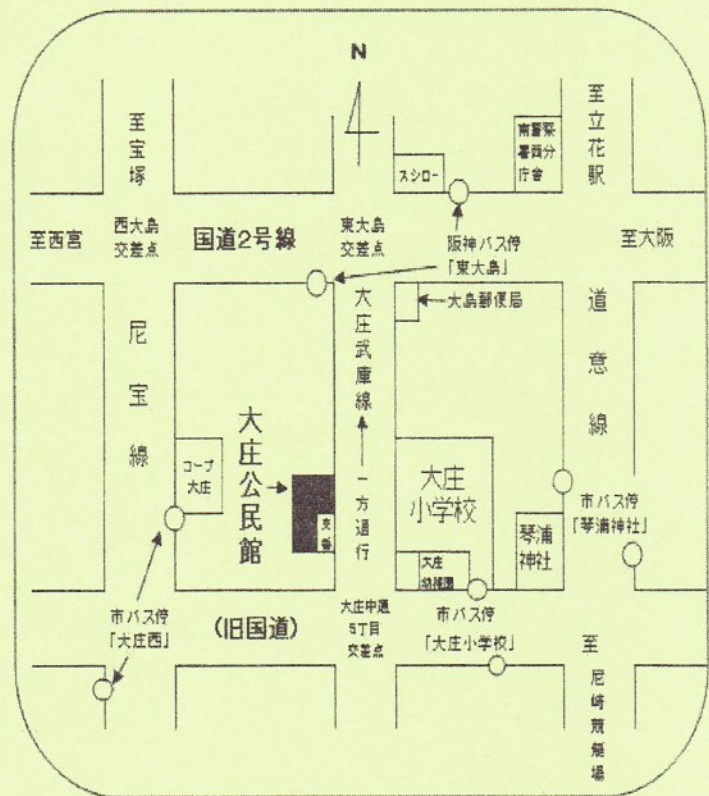 N
至宝塚
至立花駅
南警察
署西分
庁舎
スシロー
至西宮
西大島
交差点
国道2号線
東大島
交差点
阪神バス停
「東大島」
至大阪
大島郵便局
尼宝線
大庄武庫線
一方通行
道意線
コープ
大庄
大庄公民館
交番
大庄
小学校
大庄
幼稚園
琴浦
神社
市バス停
「琴浦神社」
市バス停
「大庄西」
(旧国道)
大庄中通
5丁目
交差点
市バス停
「大庄小学校」
至尼崎競艇場